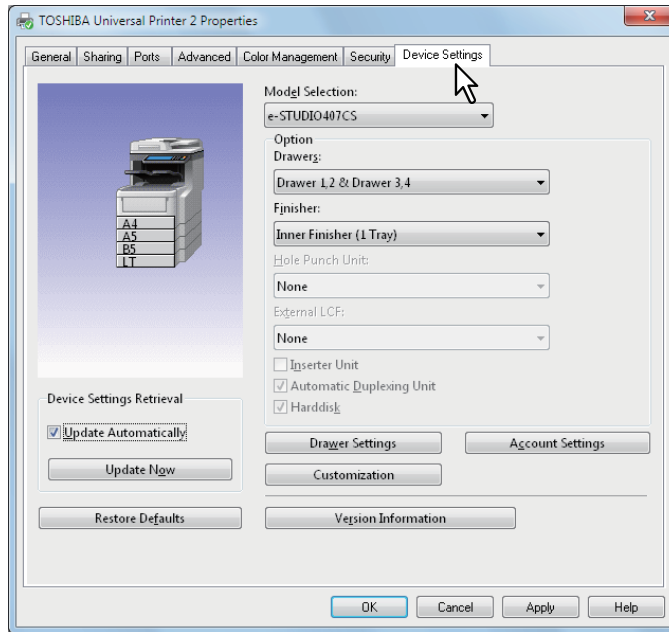 TOSHIBA Universal Printer 2 Properties
X
General Sharing Ports Advanced Color Management Security Device Settings
Model Selection:
e-STUDIO407CS
Option
Drawers:
Drawer 1,2 & Drawer 3,4
Finisher:
Inner Finisher (1 Tray)
Hole Punch Unit:
None
External LCF:
None
Inserter Unit
Automatic Duplexing Unit
Harddisk
A4
A5
B5
LT
Device Settings Retrieval
Update Automatically
Update Now
Drawer Settings Account Settings
Customization
Restore Defaults Version Information
OK Cancel Apply Help